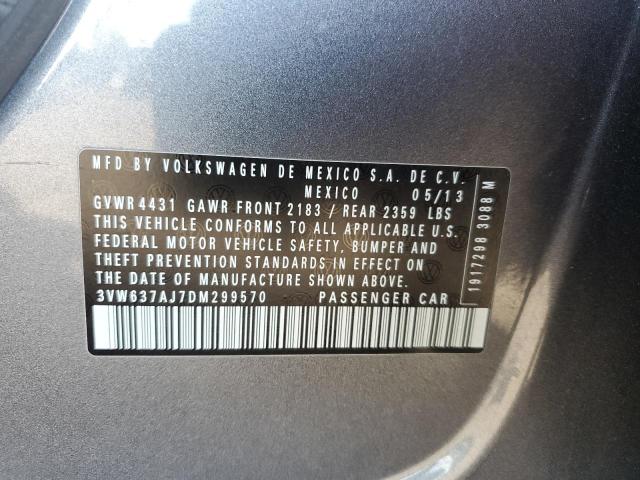 MFD BY VOLKSWAGEN DE MEXICO S.A. DE C.V.
MEXICO 05/13
GVWR 4431 GAWR FRONT 2183 / REAR 2359 LBS
THIS VEHICLE CONFORMS TO ALL APPLICABLE U.S.
FEDERAL MOTOR VEHICLE SAFETY, BUMPER AND
THEFT PREVENTION STANDARDS IN EFFECT ON
THE DATE OF MANUFACTURE SHOWN ABOVE.
3VW637AJ7DM299570 PASSENGER CAR
1917298 3088 M